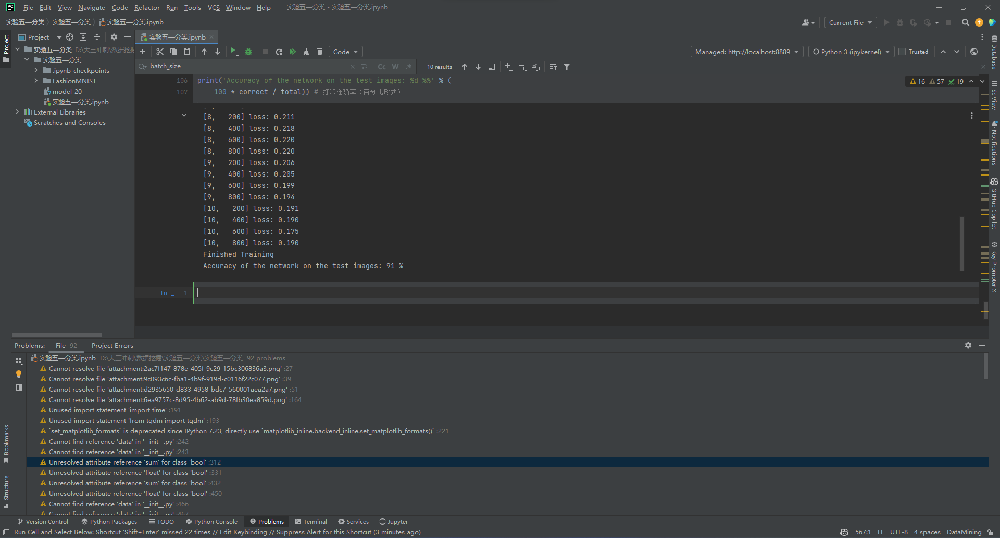 File Edit View Navigate Code Refactor Run Tools VCS Window Help 实验五—分类 - 实验五—分类.ipynb
实验五—分类 〉 实验五—分类 〉 实验五—分类.ipynb
Current File
Project
实验五—分类.ipynb
实验五—分类 D:\大三冲刺\数据挖掘
实验五—分类
.ipynb_checkpoints
FashionMNIST
model-20
实验五—分类.ipynb
External Libraries
Scratches and Consoles
Code
Managed: http://localhost:8889
Python 3 (ipykernel)
Trusted
batch_size
Cc W .*
10 results
16 57 19
106 print('Accuracy of the network on the test images: %d %%' % (
107 100 * correct / total)) # 打印准确率（百分比形式）
[8, 200] loss: 0.211
[8, 400] loss: 0.218
[8, 600] loss: 0.220
[8, 800] loss: 0.220
[9, 200] loss: 0.206
[9, 400] loss: 0.205
[9, 600] loss: 0.199
[9, 800] loss: 0.194
[10, 200] loss: 0.191
[10, 400] loss: 0.190
[10, 600] loss: 0.175
[10, 800] loss: 0.190
Finished Training
Accuracy of the network on the test images: 91 %
In _ 1
Problems: File 92 Project Errors
实验五—分类.ipynb D:\大三冲刺\数据挖掘\实验五—分类\实验五—分类 92 problems
Cannot resolve file 'attachment:2ac7f147-878e-405f-9c29-15bc306836a3.png' :27
Cannot resolve file 'attachment:9c093c6c-fba1-4b9f-919d-c0116f22c077.png' :39
Cannot resolve file 'attachment:d2935650-d833-4958-bdc7-560001aea2a7.png' :51
Cannot resolve file 'attachment:6ea9757c-8d95-4b62-ab9d-78fb30ea859d.png' :164
Unused import statement 'import time' :191
Unused import statement 'from tqdm import tqdm' :193
`set_matplotlib_formats` is deprecated since IPython 7.23, directly use `matplotlib_inline.backend_inline.set_matplotlib_formats()` :221
Cannot find reference 'data' in '__init__.py' :242
Cannot find reference 'data' in '__init__.py' :243
Unresolved attribute reference 'sum' for class 'bool' :312
Unresolved attribute reference 'float' for class 'bool' :331
Unresolved attribute reference 'sum' for class 'bool' :432
Unresolved attribute reference 'float' for class 'bool' :450
Cannot find reference 'data' in '__init__.py' :466
Cannot find reference 'data' in '__init__.py' :467
Version Control Python Packages TODO Python Console Problems Terminal Services Jupyter
Run Cell and Select Below: Shortcut 'Shift+Enter' missed 22 times // Edit Keybinding // Suppress Alert for this Shortcut (3 minutes ago)
567:1 LF UTF-8 4 spaces DataMining
Project
Bookmarks
Structure
Database
SciView
Notifications
GitHub Copilot
Key Promoter X